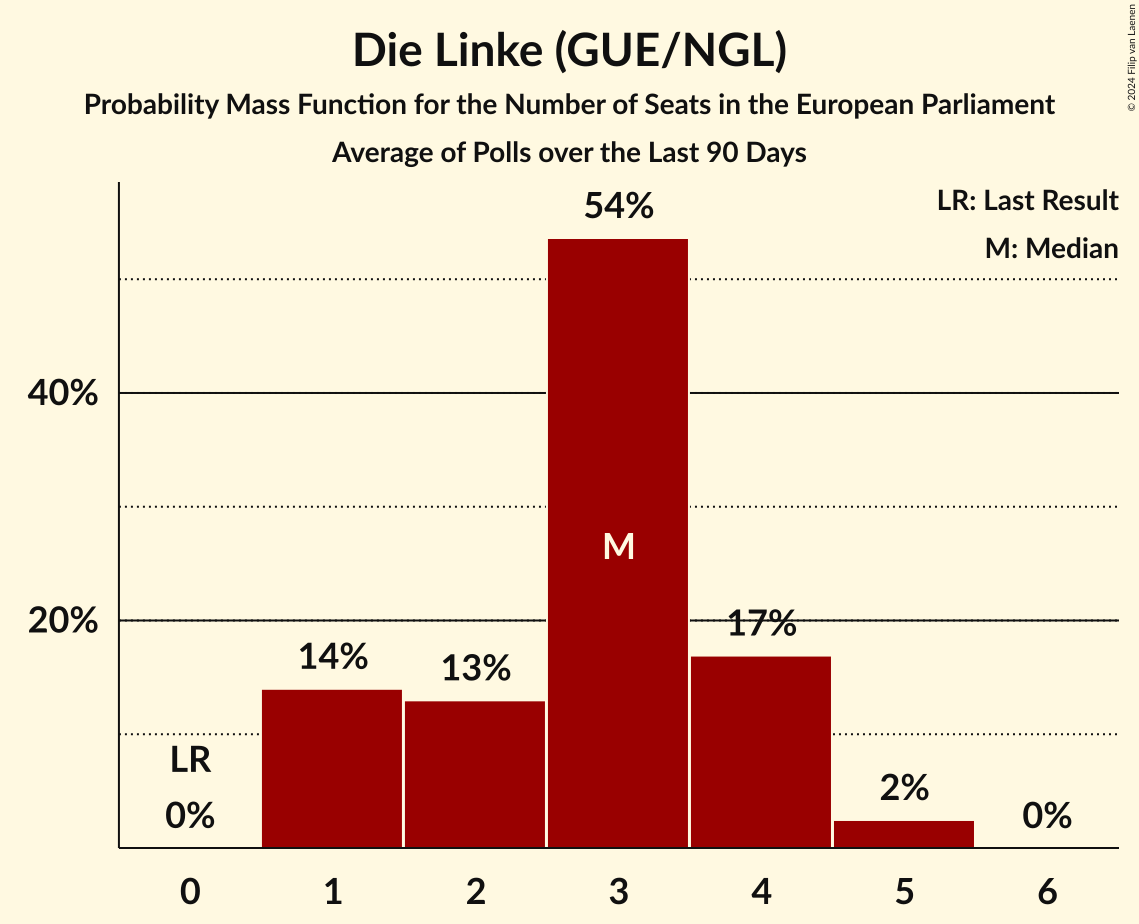 Die Linke (GUE/NGL)
Probability Mass Function for the Number of Seats in the European Parliament
Average of Polls over the Last 90 Days
© 2024 Filip van Laenen
LR: Last Result
M: Median
54%
40%
M
20%
17%
14%
13%
LR
0%
2%
0%
0 1 2 3 4 5 6